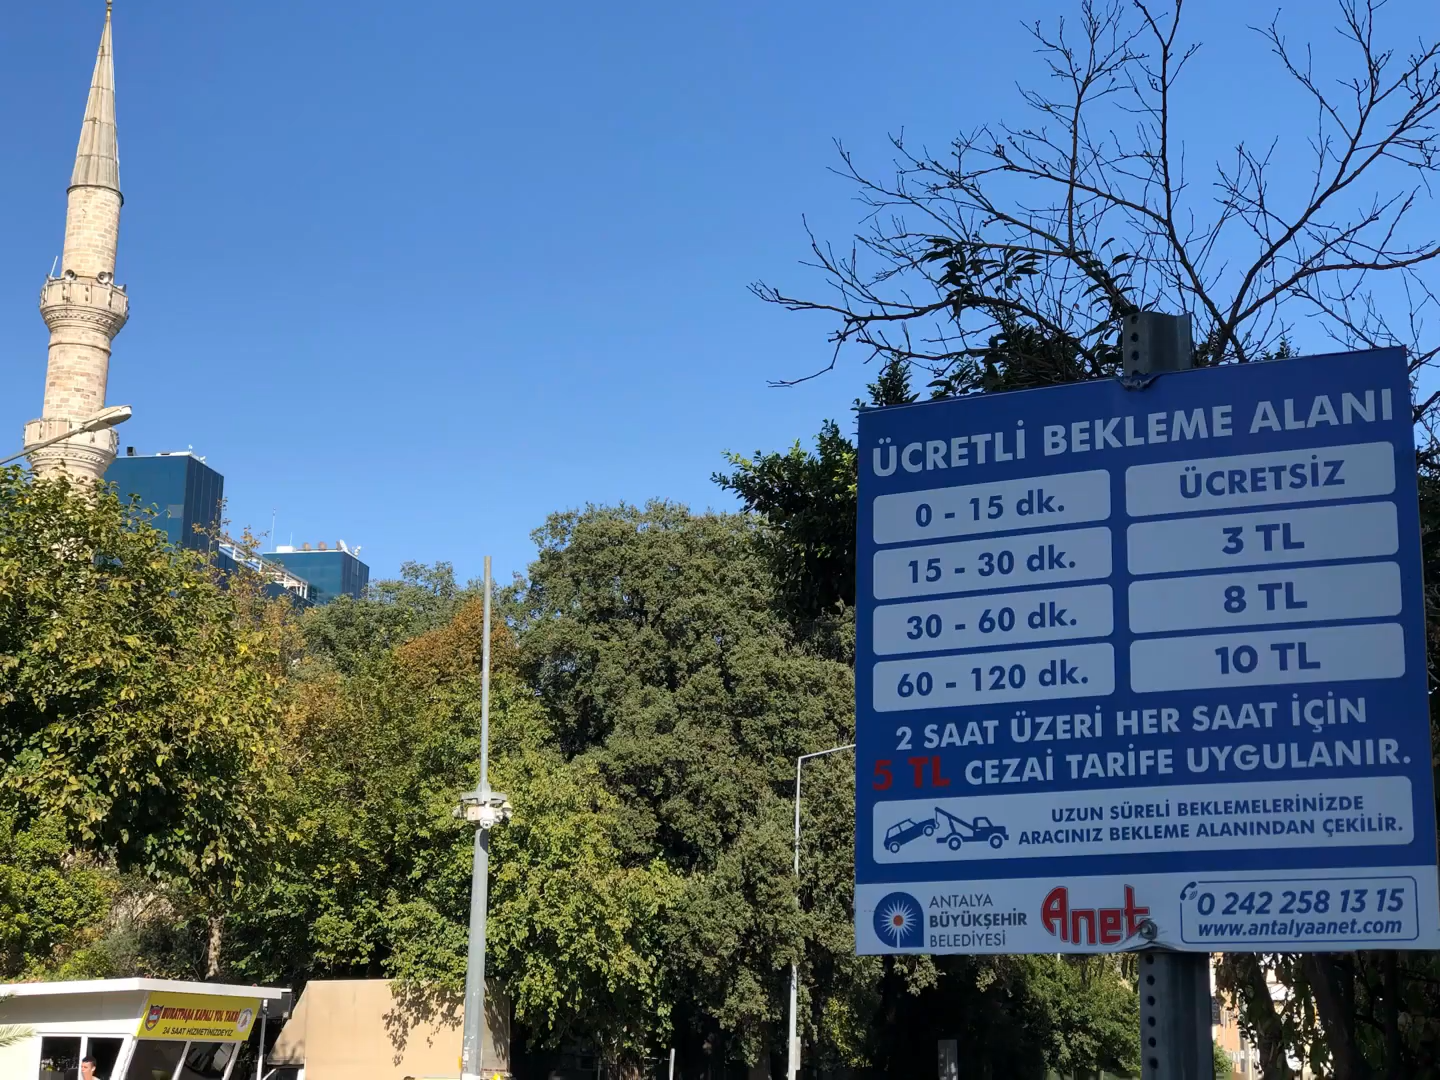 ÜCRETLİ BEKLEME ALANI
0 - 15 dk. ÜCRETSİZ
15 - 30 dk. 3 TL
30 - 60 dk. 8 TL
60 - 120 dk. 10 TL
2 SAAT ÜZERİ HER SAAT İÇİN
5 TL CEZAİ TARİFE UYGULANIR.
UZUN SÜRELİ BEKLEMELERİNİZDE
ARACINIZ BEKLEME ALANINDAN ÇEKİLİR.
ANTALYA
BÜYÜKŞEHİR
BELEDİYESİ
Anet
0 242 258 13 15
www.antalyaanet.com
MURATPAŞA KAPALI YOL TAKSİ
24 SAAT HİZMETİNİZDEYİZ